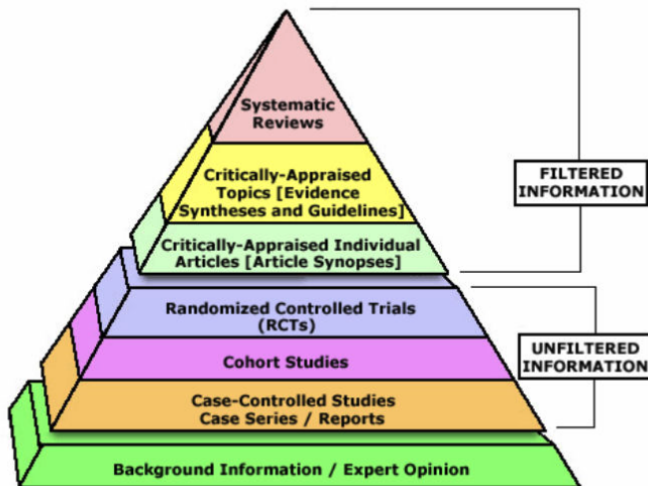 Systematic
Reviews
Critically-Appraised
Topics [Evidence
Syntheses and Guidelines]
FILTERED
INFORMATION
Critically-Appraised Individual
Articles [Article Synopses]
Randomized Controlled Trials
(RCTs)
UNFILTERED
INFORMATION
Cohort Studies
Case-Controlled Studies
Case Series / Reports
Background Information / Expert Opinion